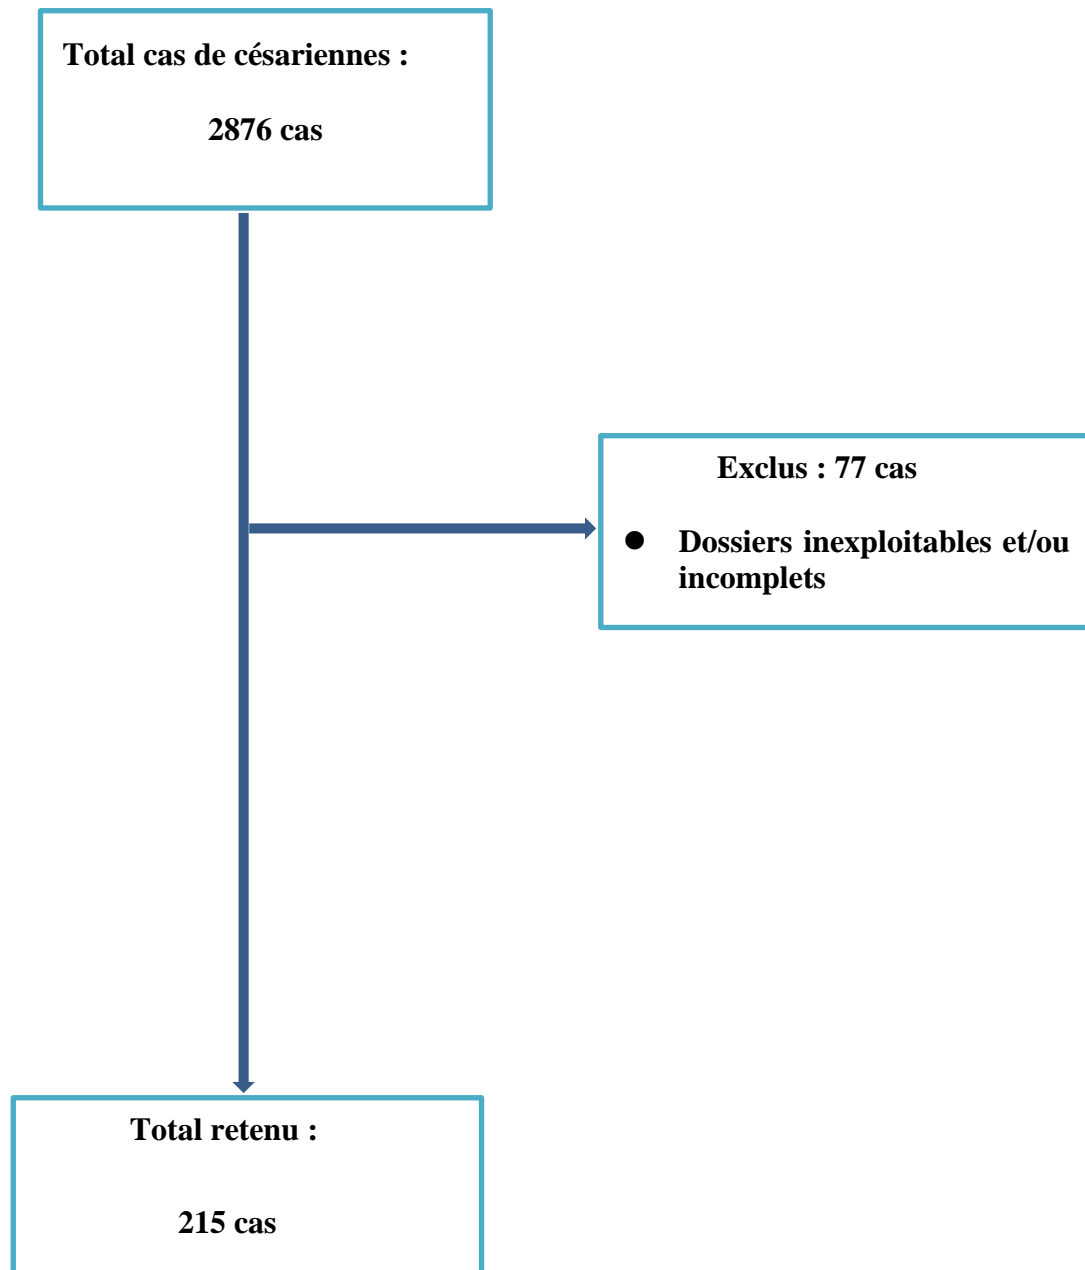 Total cas de césariennes :
2876 cas
Exclus : 77 cas
● Dossiers inexploitables et/ou
incomplets
Total retenu :
215 cas